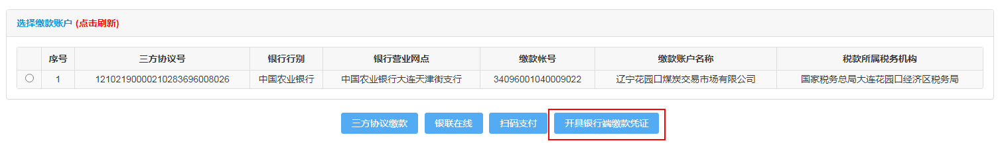 选择缴款账户 (点击刷新)
序号 三方协议号 银行行别 银行营业网点 缴款帐号 缴款账户名称 税款所属税务机构
1 12102190000210283696008026 中国农业银行 中国农业银行大连天津街支行 34096001040009022 辽宁花园口煤炭交易市场有限公司 国家税务总局大连花园口经济区税务局
三方协议缴款 银联在线 扫码支付 开具银行端缴款凭证